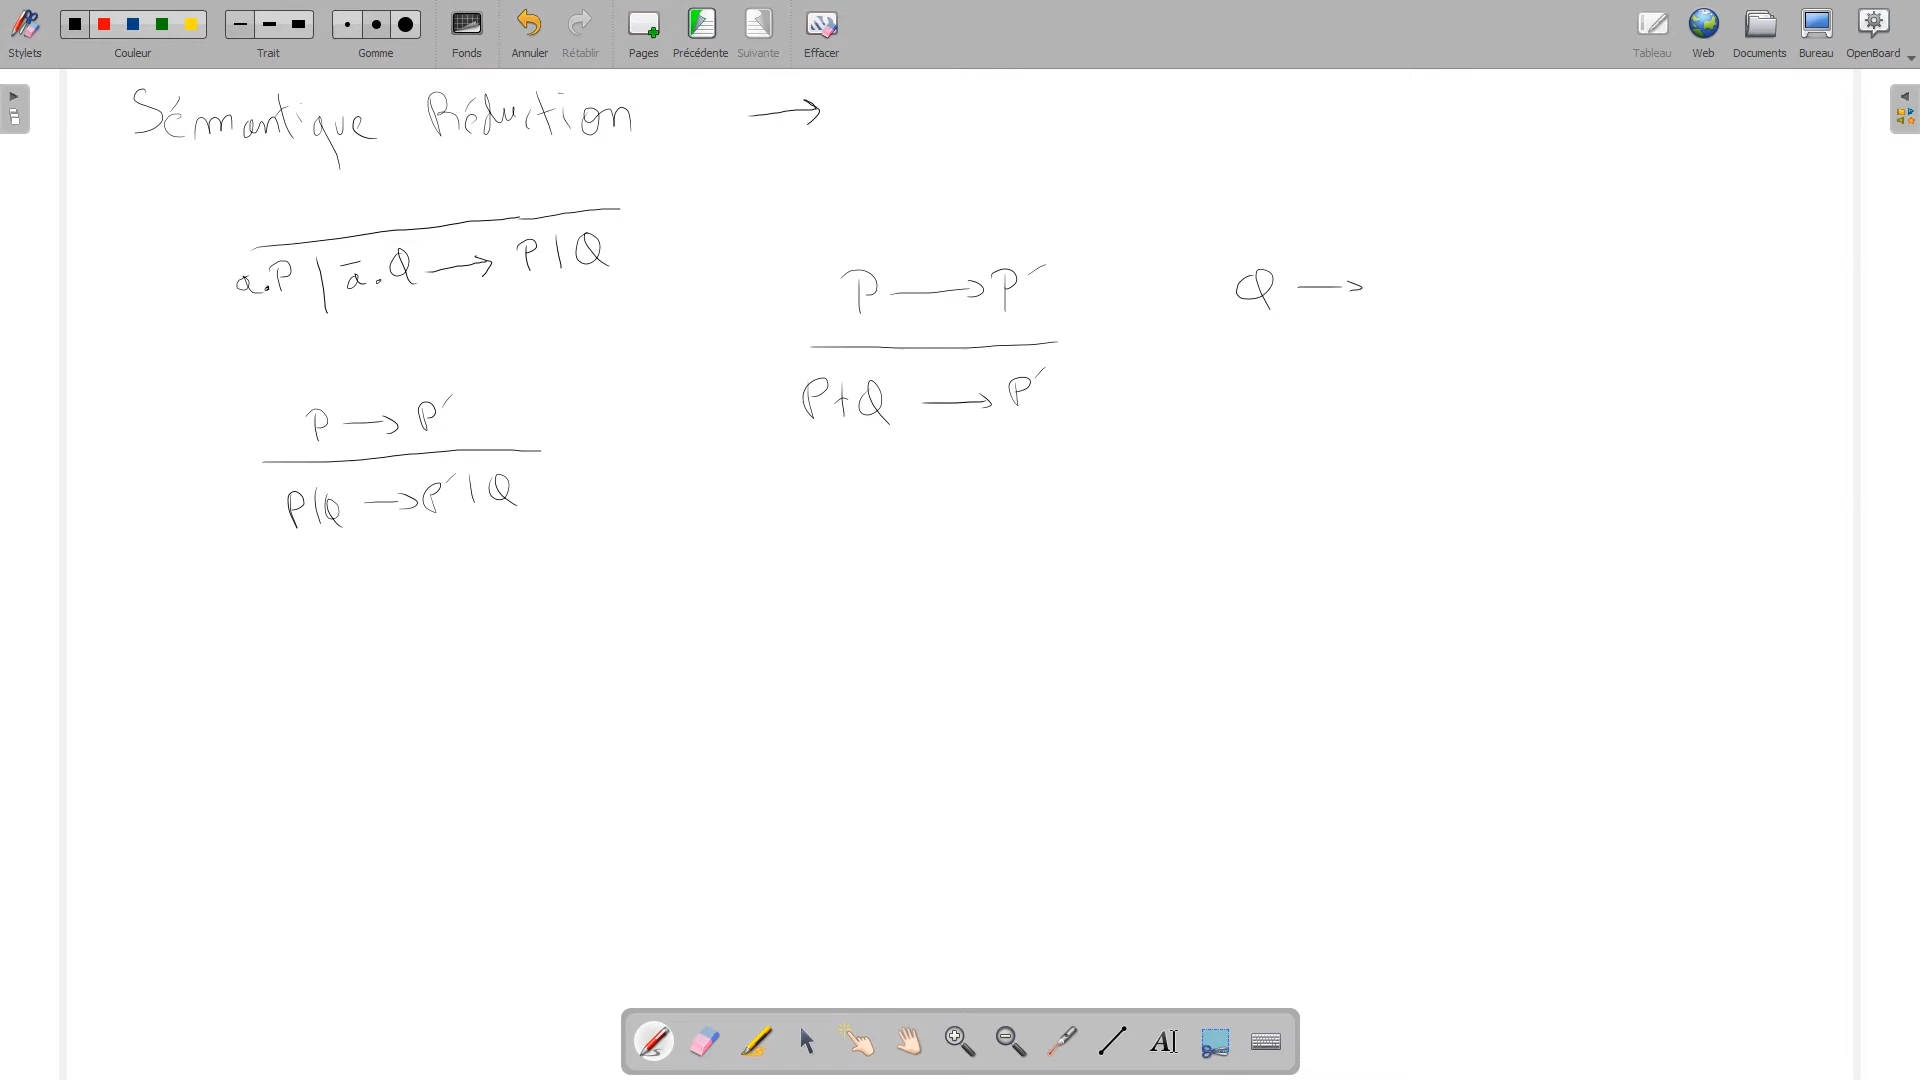 Stylets Couleur Trait Gomme Fonds Annuler Rétablir Pages Précédente Suivante Effacer Tableau Web Documents Bureau OpenBoard
Sémantique Réduction →
a.P | ā.Q → P | Q
P → P′
P|Q → P′ | Q
P → P′
P+Q → P′
Q →